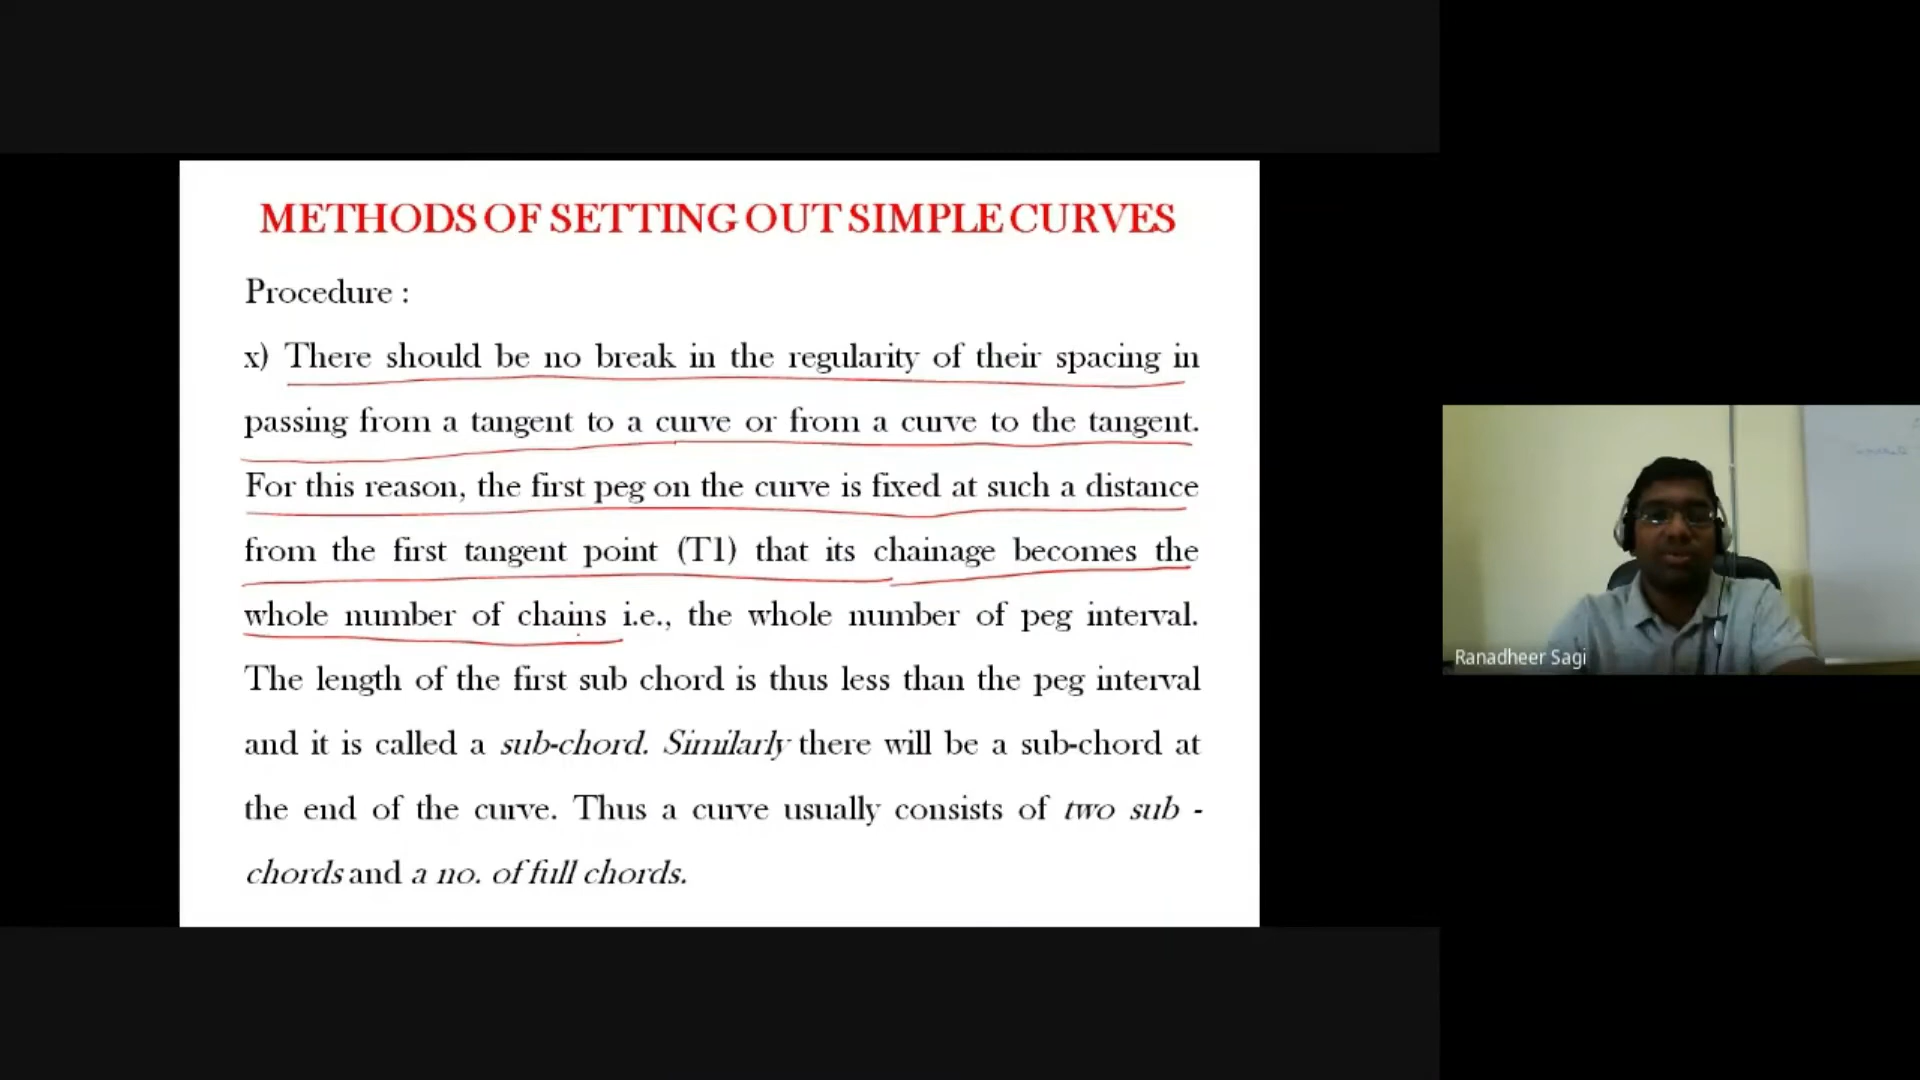 METHODS OF SETTING OUT SIMPLE CURVES
Procedure :
x) There should be no break in the regularity of their spacing in
passing from a tangent to a curve or from a curve to the tangent.
For this reason, the first peg on the curve is fixed at such a distance
from the first tangent point (T1) that its chainage becomes the
whole number of chains i.e., the whole number of peg interval.
The length of the first sub chord is thus less than the peg interval
and it is called a sub-chord. Similarly there will be a sub-chord at
the end of the curve. Thus a curve usually consists of two sub -
chords and a no. of full chords.
Ranadheer Sagi